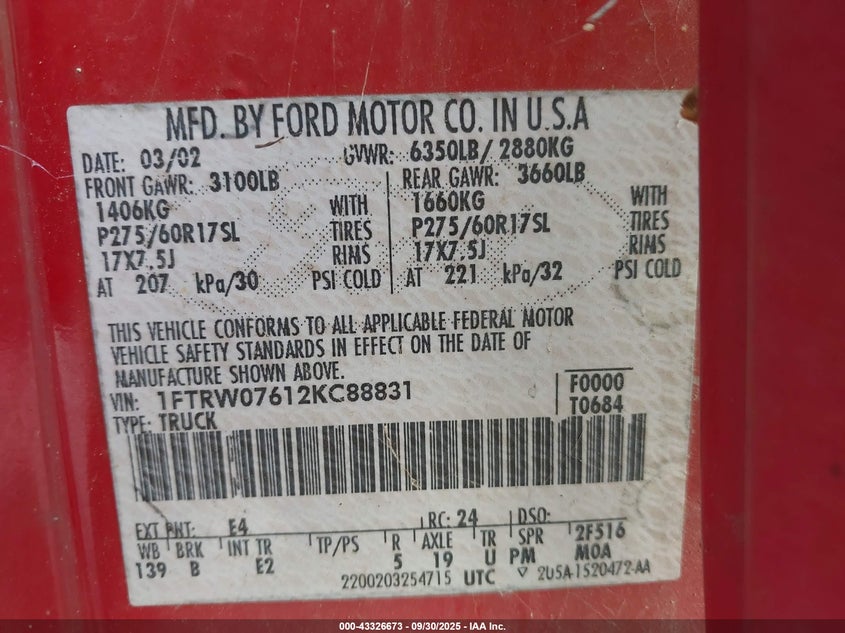 MFD. BY FORD MOTOR CO. IN U.S.A
DATE: 03/02 GVWR: 6350LB/ 2880KG
FRONT GAWR: 3100LB REAR GAWR: 3660LB
1406KG WITH 1660KG WITH
P275/60R17SL TIRES P275/60R17SL TIRES
17X7.5J RIMS 17X7.5J RIMS
AT 207 kPa/30 PSI COLD AT 221 kPa/32 PSI COLD
THIS VEHICLE CONFORMS TO ALL APPLICABLE FEDERAL MOTOR
VEHICLE SAFETY STANDARDS IN EFFECT ON THE DATE OF
MANUFACTURE SHOWN ABOVE.
VIN: 1FTRW07612KC88831 F0000
TYPE: TRUCK T0684
EXT PNT: E4 RC: 24 DSO:
WB BRK INT TR TP/PS R AXLE TR SPR 2F516
139 B E2 5 19 U PM MOA
2200203254715 UTC ▽ 2U5A-1520472-AA
000-43326673 - 09/30/2025 - IAA Inc.